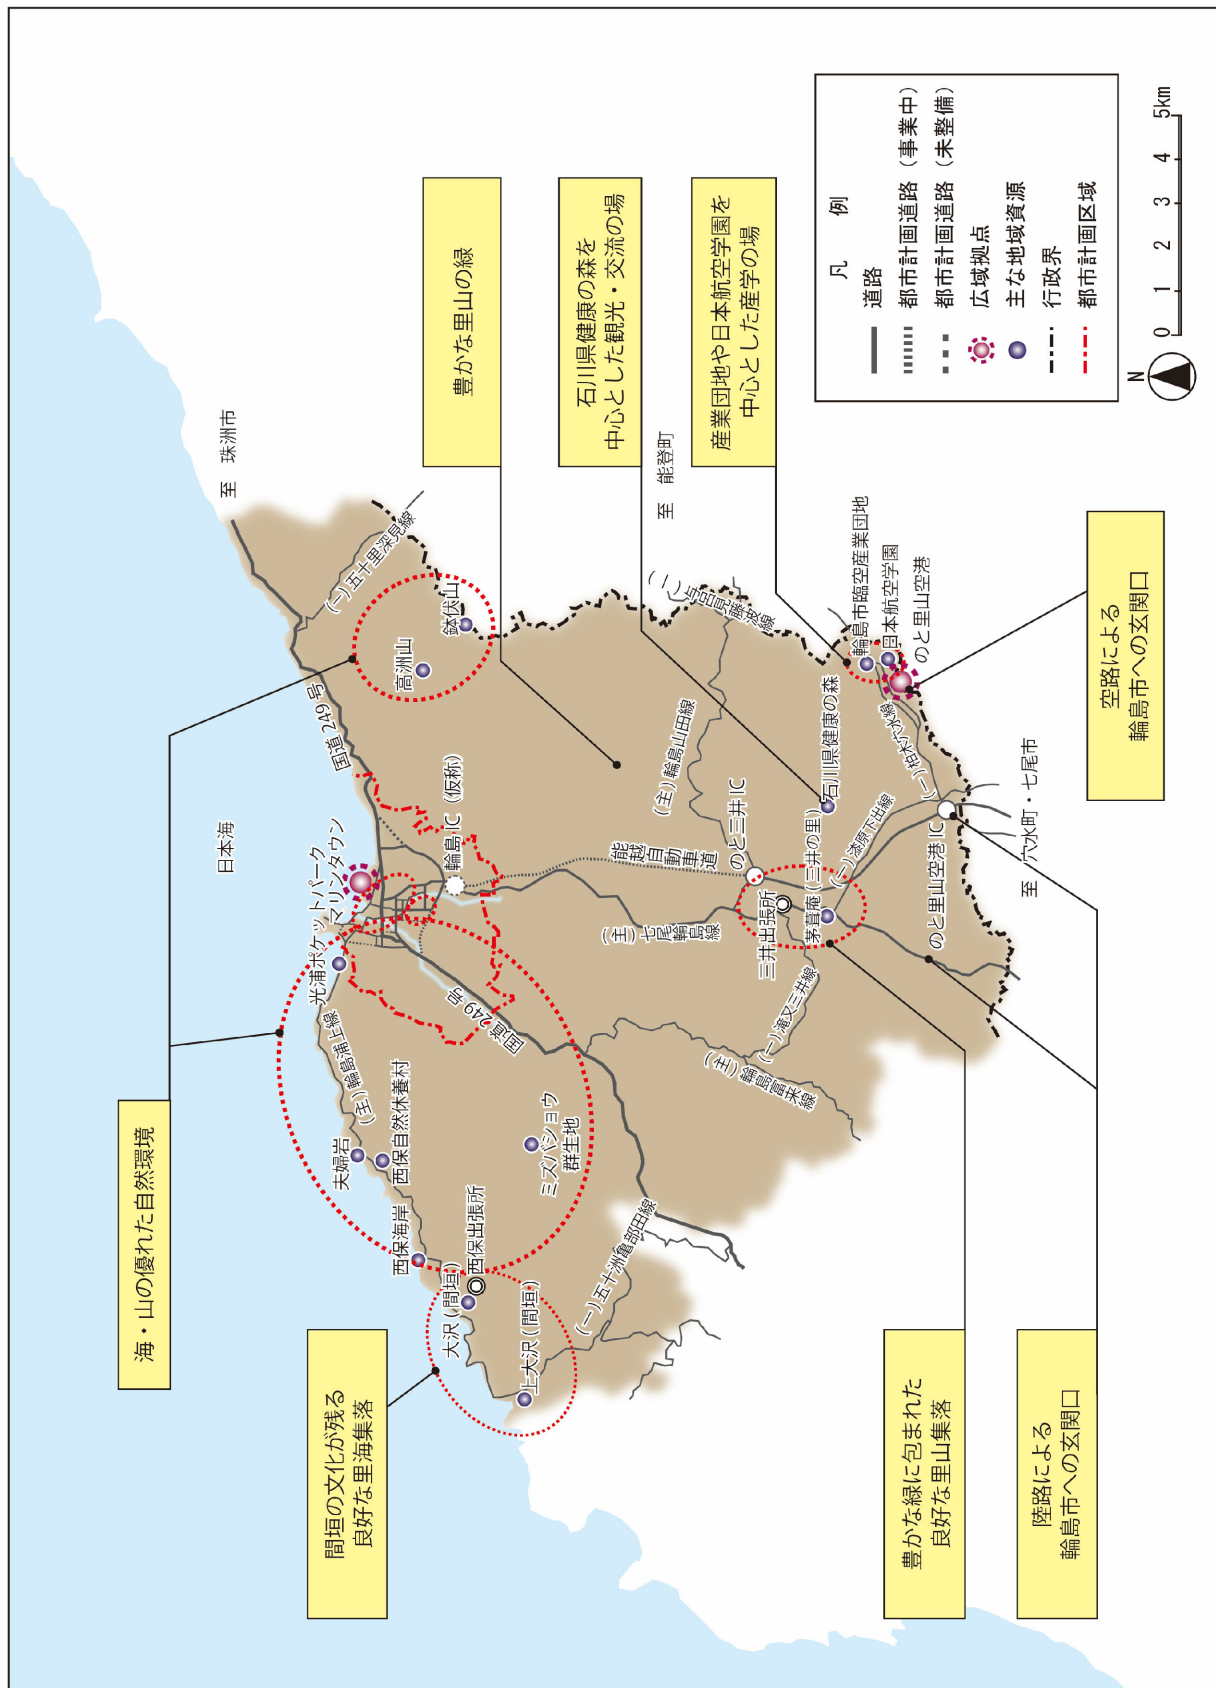 海・山の優れた自然環境
間垣の文化が残る
良好な里海集落
豊かな緑に包まれた
良好な里山集落
陸路による
輪島市への玄関口
空路による
輪島市への玄関口
豊かな里山の緑
石川県健康の森を
中心とした観光・交流の場
産業団地や日本航空学園を
中心とした産学の場
日本海
至 珠洲市
至 能登町
至 穴水町・七尾市
国道249号
国道249号
(一)五十里深見線
鉢伏山
高洲山
マリンタウン
光浦ポケットパーク
輪島IC(仮称)
(主)輪島浦上線
夫婦岩
西保自然休養村
西保海岸
西保出張所
大沢(間垣)
上大沢(間垣)
ミズバショウ
群生地
(一)五十洲亀部田線
(主)輪島富来線
(一)滝又三井線
(主)七尾輪島線
能越自動車道
のと三井IC
三井出張所
茅葺庵(三井の里)
(主)輪島山田線
石川県健康の森
(一)漆原下出線
(一)柏木穴水線
のと里山空港IC
(一)与呂見藤波線
輪島市臨空産業団地
日本航空学園
のと里山空港
凡 例
道路
都市計画道路(事業中)
都市計画道路(未整備)
広域拠点
主な地域資源
行政界
都市計画区域
N
0 1 2 3 4 5km